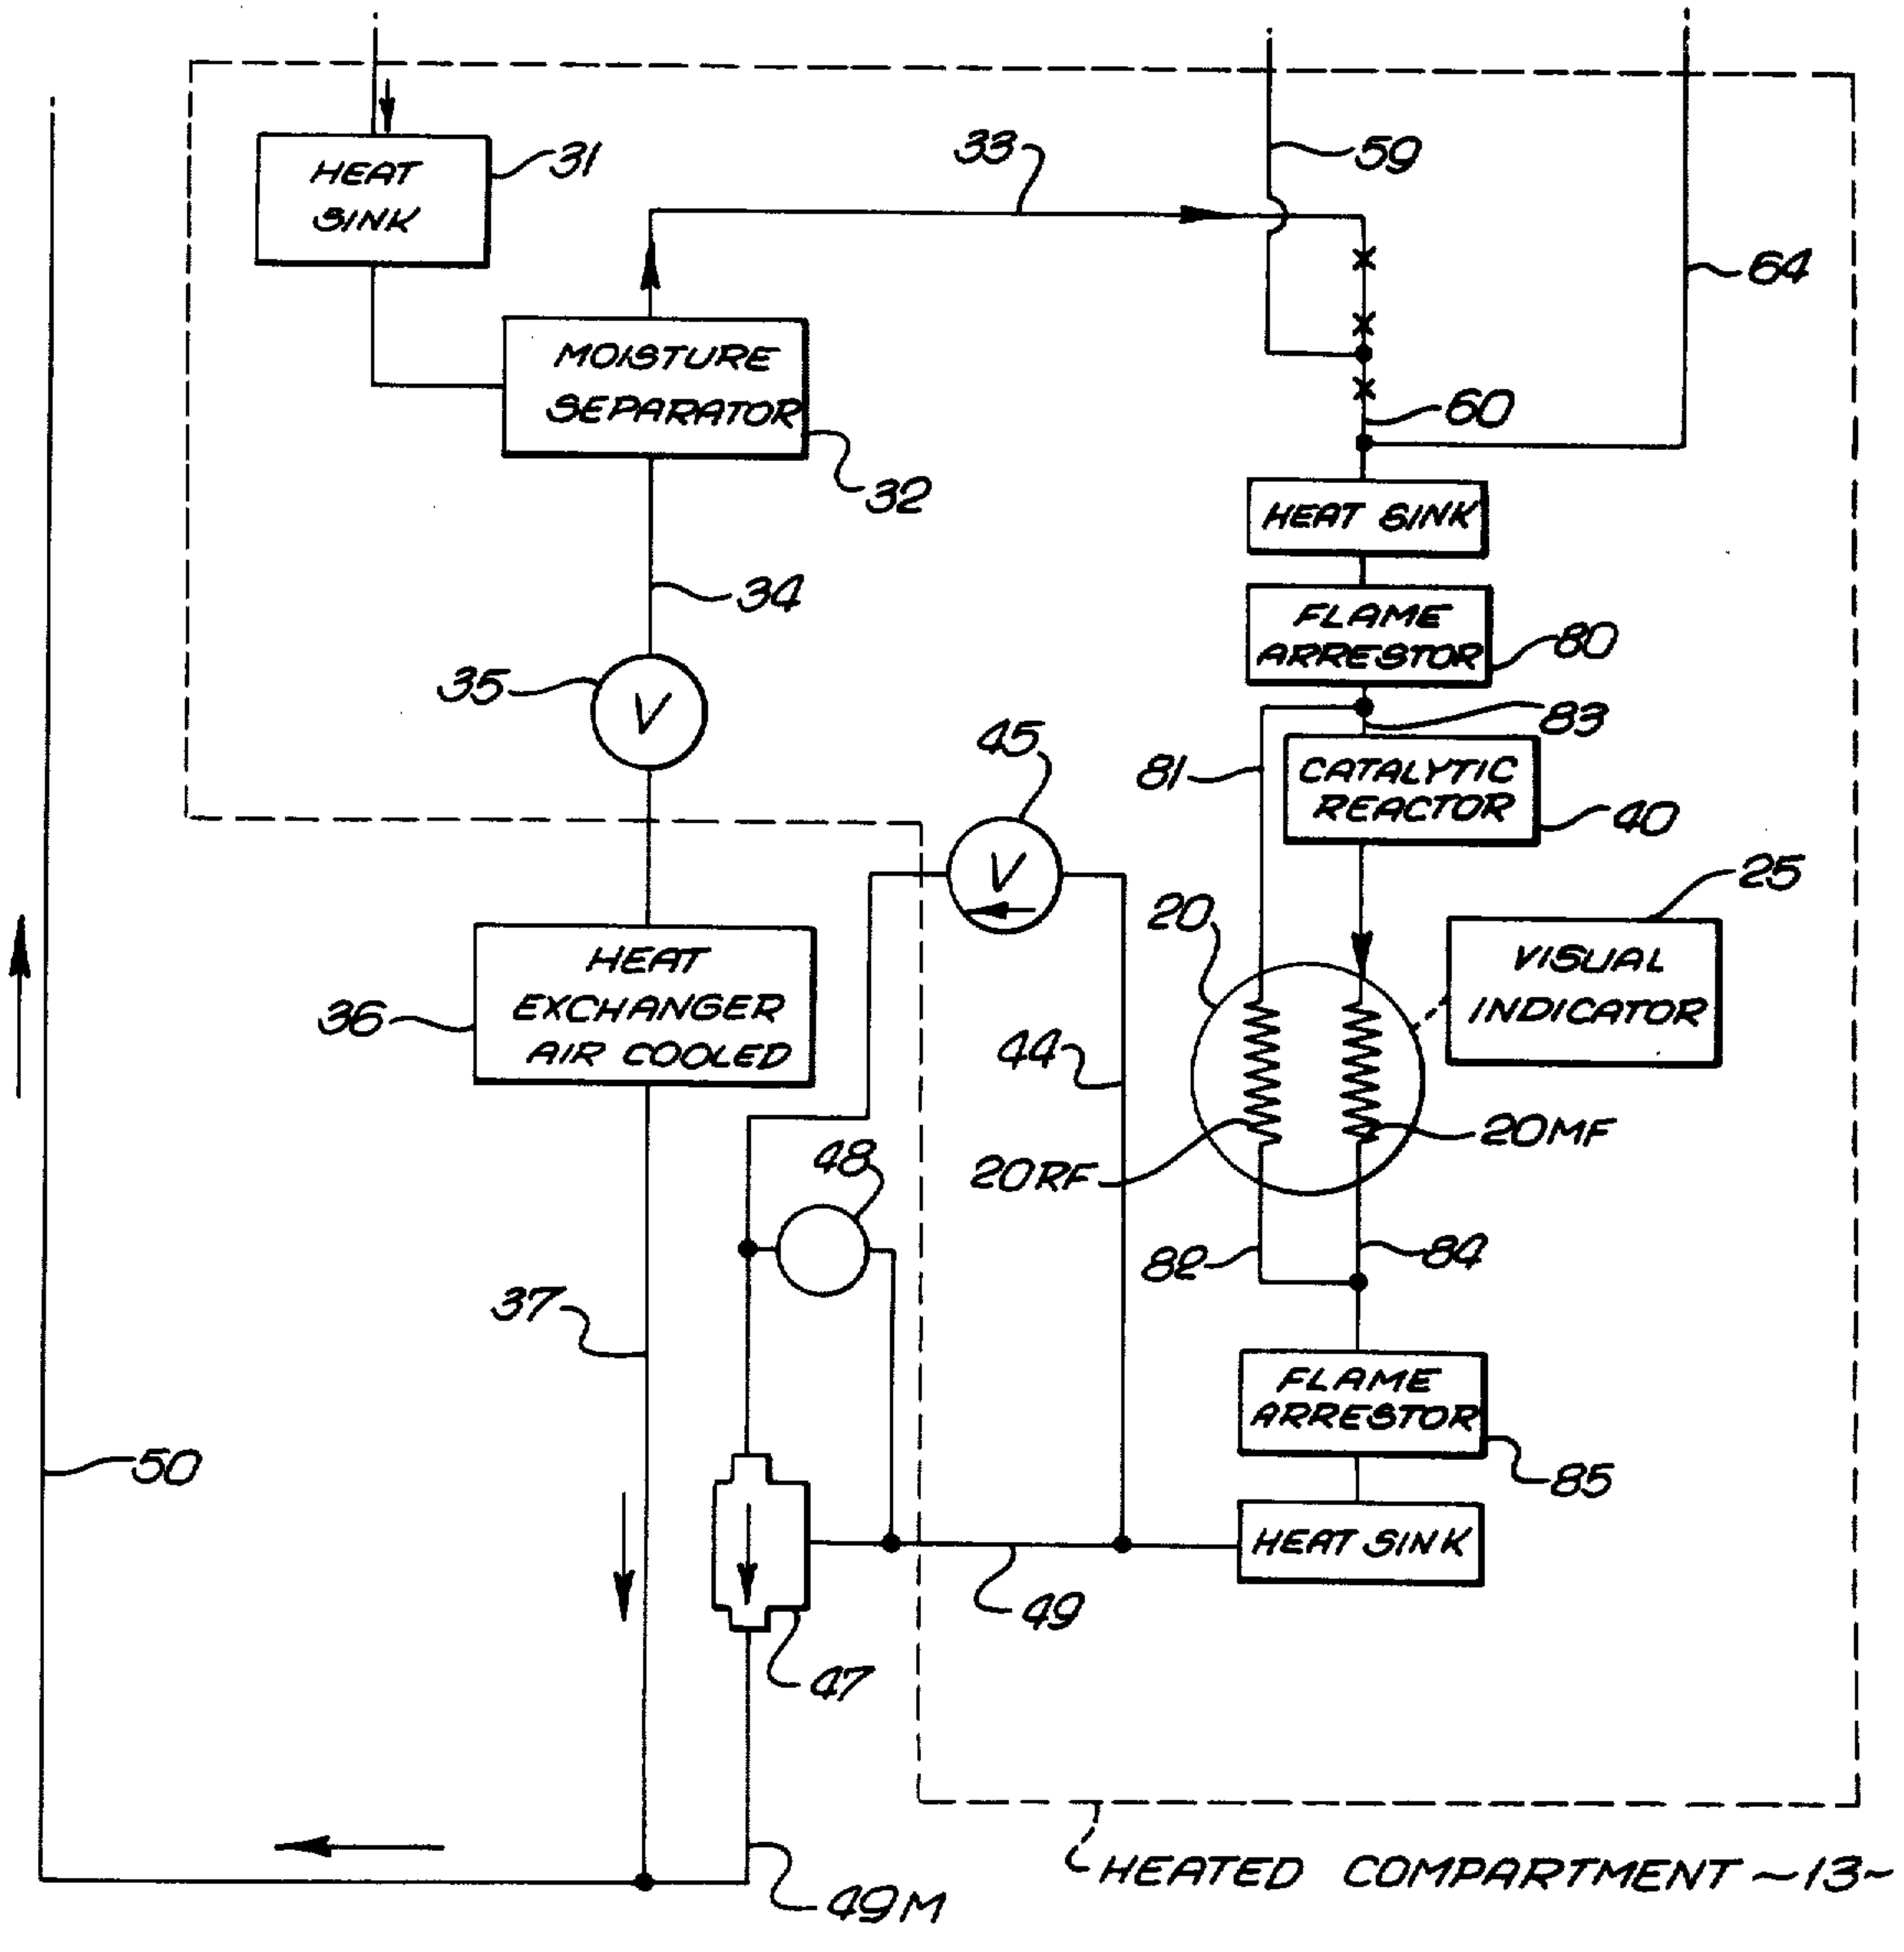 HEAT
SINK
31
33
59
64
MOISTURE
SEPARATOR
32
60
HEAT SINK
34
FLAME
ARRESTOR
80
35
V
83
45
81
CATALYTIC
REACTOR
40
V
25
20
VISUAL
INDICATOR
HEAT
EXCHANGER
AIR COOLED
36
44
20MF
20RF
48
82
84
37
FLAME
ARRESTOR
85
50
HEAT SINK
49
47
HEATED COMPARTMENT ~13~
49M